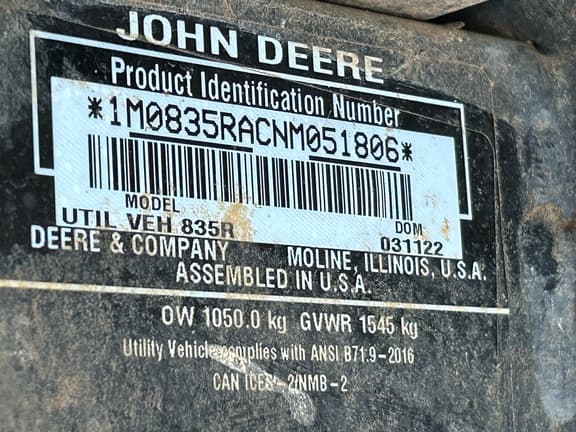 JOHN DEERE
Product Identification Number
*1M0835RACNM051806*
MODEL
UTIL VEH 835R
DOM
031122
DEERE & COMPANY MOLINE, ILLINOIS, U.S.A.
ASSEMBLED IN U.S.A.
OW 1050.0 kg GVWR 1545 kg
Utility Vehicle complies with ANSI B71.9-2016
CAN ICES-2/NMB-2